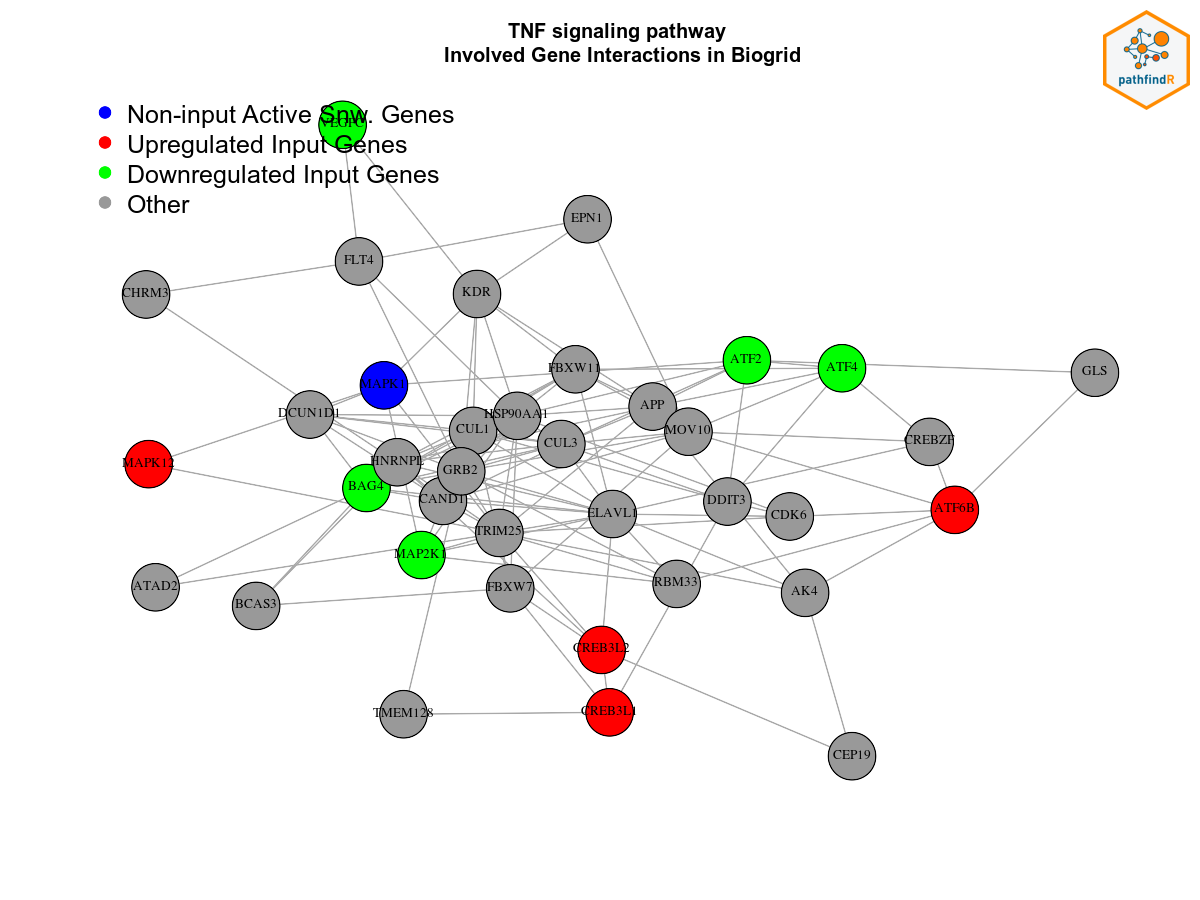 TNF signaling pathway
Involved Gene Interactions in Biogrid
pathfindR
Non-input Active Snw. Genes
VEGFC
Upregulated Input Genes
Downregulated Input Genes
Other
EPN1
FLT4
CHRM3
KDR
ATF2
FBXW11
ATF4
GLS
MAPK1
APP
DCUN1D1
HSP90AA1
CUL1
MOV10
CUL3
CREBZF
MAPK12
HNRNPL
GRB2
BAG4
CAND1
DDIT3
ATF6B
ELAVL1
CDK6
TRIM25
MAP2K1
ATAD2
FBXW7
RBM33
AK4
BCAS3
CREB3L2
TMEM128
CREB3L1
CEP19